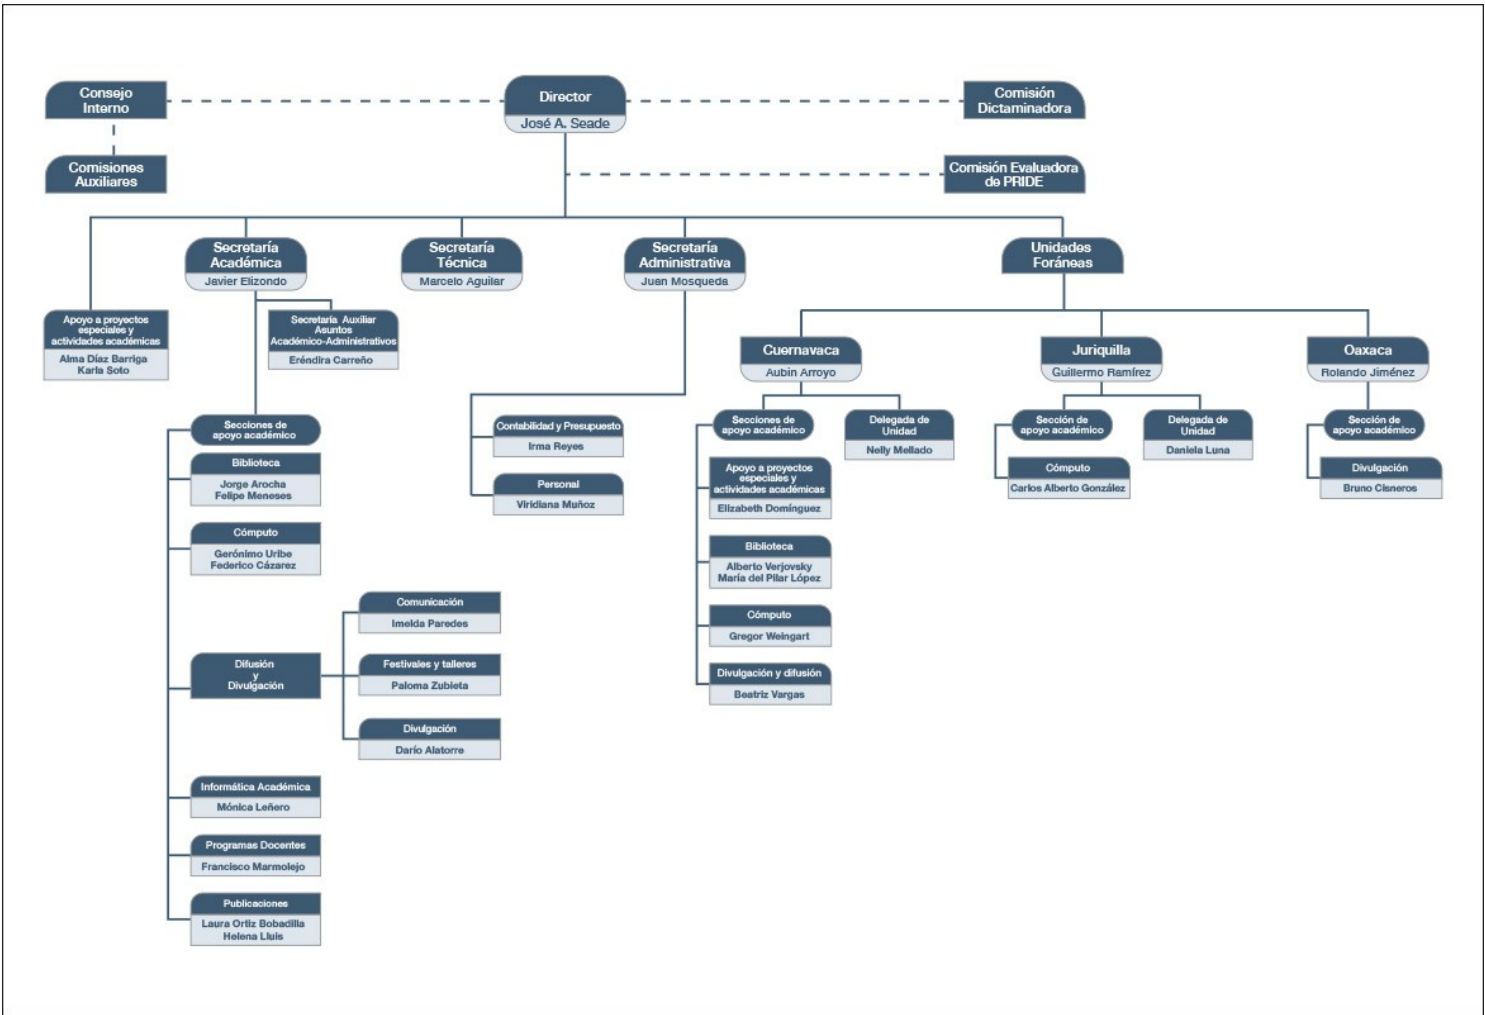 Consejo
Interno
Director
José A. Seade
Comisión
Dictaminadora
Comisiones
Auxiliares
Comisión Evaluadora
de PRIDE
Secretaría
Académica
Javier Elizondo
Secretaría
Técnica
Marcelo Aguilar
Secretaría
Administrativa
Juan Mosqueda
Unidades
Foráneas
Apoyo a proyectos
especiales y
actividades académicas
Alma Díaz Barriga
Karla Soto
Secretaría Auxiliar
Asuntos
Académico-Administrativos
Eréndira Carreño
Secciones de
apoyo académico
Biblioteca
Jorge Arocha
Felipe Meneses
Cómputo
Gerónimo Uribe
Federico Cázarez
Difusión
y
Divulgación
Comunicación
Imelda Paredes
Festivales y talleres
Paloma Zubieta
Divulgación
Darío Alatorre
Informática Académica
Mónica Leñero
Programas Docentes
Francisco Marmolejo
Publicaciones
Laura Ortiz Bobadilla
Helena Lluis
Contabilidad y Presupuesto
Irma Reyes
Personal
Viridiana Muñoz
Cuernavaca
Aubin Arroyo
Secciones de
apoyo académico
Delegada de
Unidad
Nelly Mellado
Apoyo a proyectos
especiales y
actividades académicas
Elizabeth Domínguez
Biblioteca
Alberto Verjovsky
María del Pilar López
Cómputo
Gregor Weingart
Divulgación y difusión
Beatriz Vargas
Juriquilla
Guillermo Ramírez
Sección de
apoyo académico
Delegada de
Unidad
Daniela Luna
Cómputo
Carlos Alberto González
Oaxaca
Rolando Jiménez
Sección de
apoyo académico
Divulgación
Bruno Cisneros